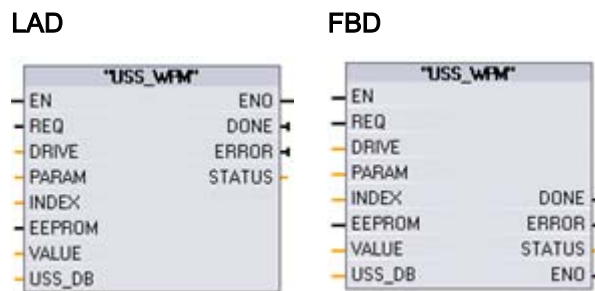 LAD
FBD
"USS_WPM"
EN ENO
REQ DONE
DRIVE ERROR
PARAM STATUS
INDEX
EEPROM
VALUE
USS_DB
"USS_WPM"
EN
REQ
DRIVE
PARAM
INDEX DONE
EEPROM ERROR
VALUE STATUS
USS_DB ENO